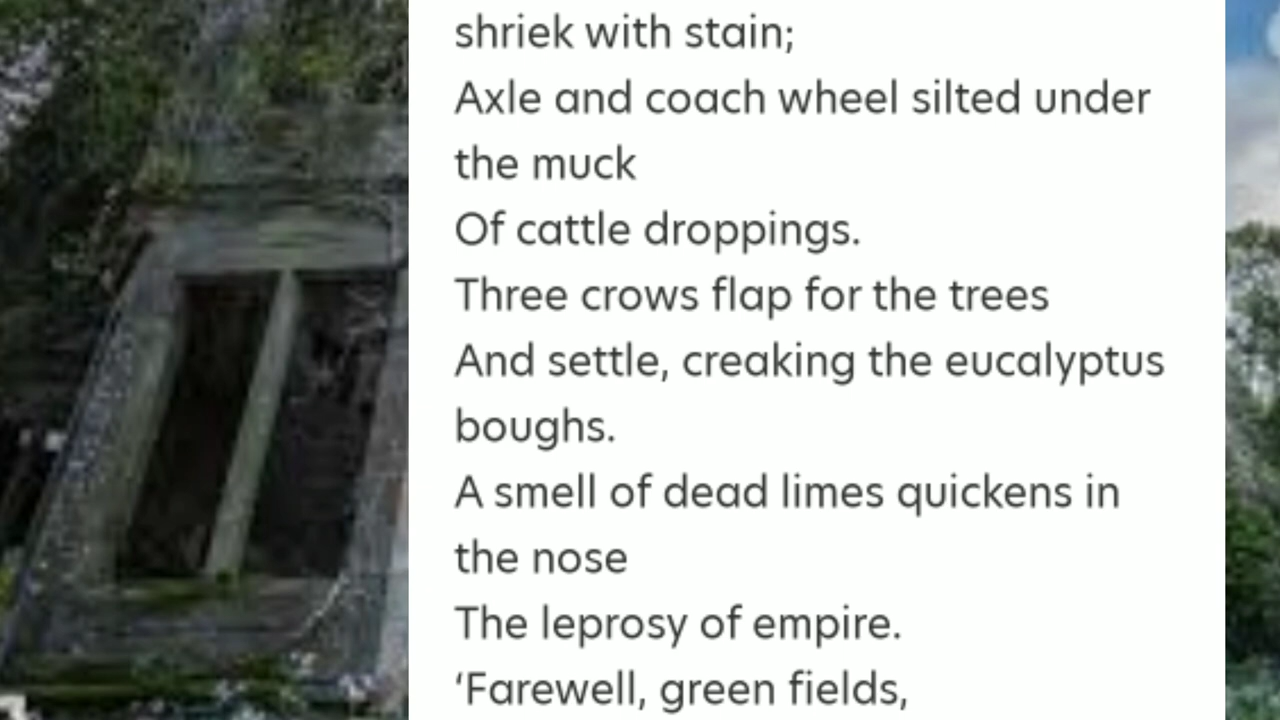 shriek with stain;
Axle and coach wheel silted under
the muck
Of cattle droppings.
Three crows flap for the trees
And settle, creaking the eucalyptus
boughs.
A smell of dead limes quickens in
the nose
The leprosy of empire.
‘Farewell, green fields,